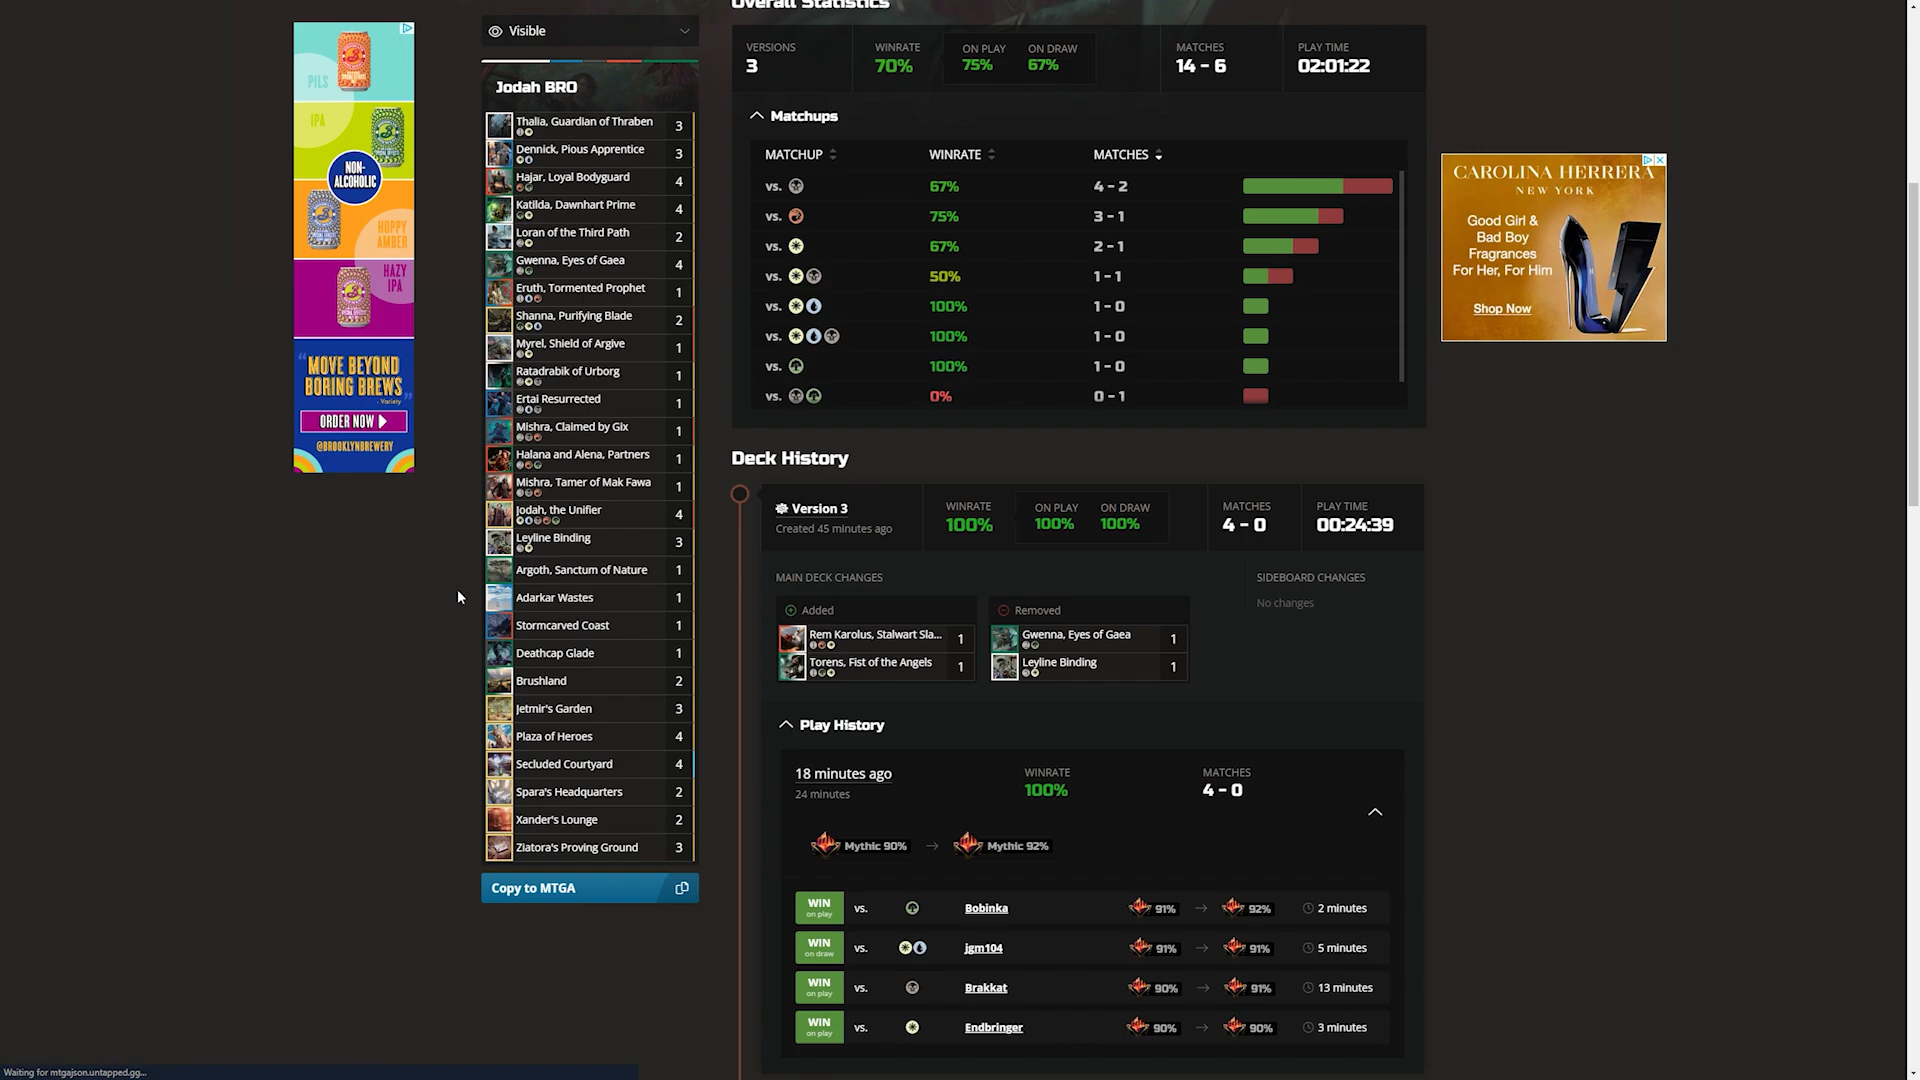 Overall Statistics
Visible
VERSIONS
3
WINRATE
70%
ON PLAY
75%
ON DRAW
67%
MATCHES
14 - 6
PLAY TIME
02:01:22
Jodah BRO
Thalia, Guardian of Thraben 3
Dennick, Pious Apprentice 3
Hajar, Loyal Bodyguard 4
Katilda, Dawnhart Prime 4
Loran of the Third Path 2
Gwenna, Eyes of Gaea 4
Eruth, Tormented Prophet 1
Shanna, Purifying Blade 2
Myrel, Shield of Argive 1
Ratadrabik of Urborg 1
Ertai Resurrected 1
Mishra, Claimed by Gix 1
Halana and Alena, Partners 1
Mishra, Tamer of Mak Fawa 1
Jodah, the Unifier 4
Leyline Binding 3
Argoth, Sanctum of Nature 1
Adarkar Wastes 1
Stormcarved Coast 1
Deathcap Glade 1
Brushland 2
Jetmir's Garden 3
Plaza of Heroes 4
Secluded Courtyard 4
Spara's Headquarters 2
Xander's Lounge 2
Ziatora's Proving Ground 3
Copy to MTGA
Matchups
MATCHUP WINRATE MATCHES
vs. 67% 4 - 2
vs. 75% 3 - 1
vs. 67% 2 - 1
vs. 50% 1 - 1
vs. 100% 1 - 0
vs. 100% 1 - 0
vs. 100% 1 - 0
vs. 0% 0 - 1
Deck History
Version 3
Created 45 minutes ago
WINRATE
100%
ON PLAY
100%
ON DRAW
100%
MATCHES
4 - 0
PLAY TIME
00:24:39
MAIN DECK CHANGES
Added
Rem Karolus, Stalwart Sla... 1
Torens, Fist of the Angels 1
Removed
Gwenna, Eyes of Gaea 1
Leyline Binding 1
SIDEBOARD CHANGES
No changes
Play History
18 minutes ago
24 minutes
WINRATE
100%
MATCHES
4 - 0
Mythic 90% → Mythic 92%
WIN
on play
vs. Bobinka 91% → 92% 2 minutes
WIN
on draw
vs. jgm104 91% → 91% 5 minutes
WIN
on play
vs. Brakkat 90% → 91% 13 minutes
WIN
on play
vs. Endbringer 90% → 90% 3 minutes
PILS
IPA
NON-
ALCOHOLIC
HOPPY
AMBER
HAZY
IPA
"MOVE BEYOND
BORING BREWS"
- Variety
ORDER NOW
@BROOKLYNBREWERY
CAROLINA HERRERA
NEW YORK
Good Girl &
Bad Boy
Fragrances
For Her, For Him
Shop Now
Waiting for mtgajson.untapped.gg...